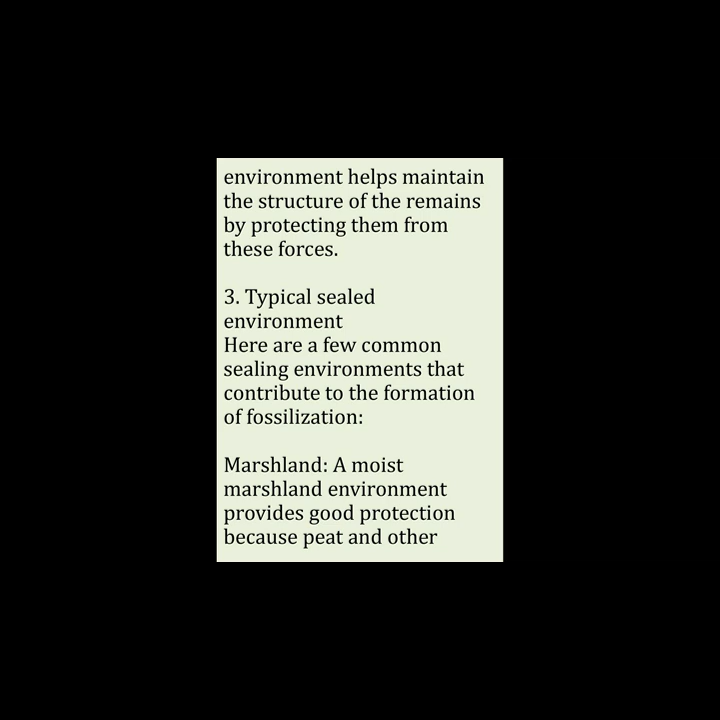 environment helps maintain
the structure of the remains
by protecting them from
these forces.
3. Typical sealed
environment
Here are a few common
sealing environments that
contribute to the formation
of fossilization:
Marshland: A moist
marshland environment
provides good protection
because peat and other